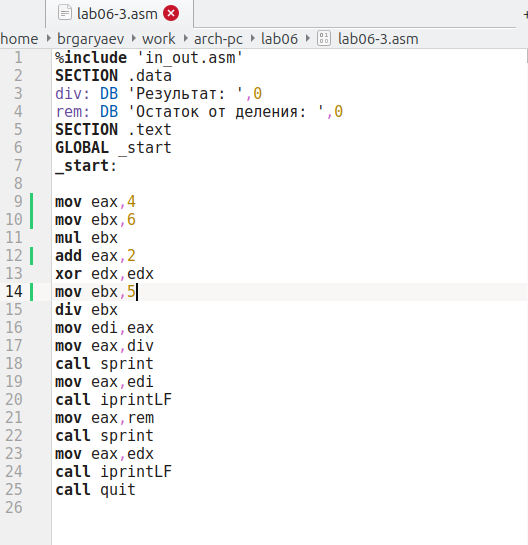 lab06-3.asm
home brgaryaev work arch-pc lab06 lab06-3.asm
1 %include 'in_out.asm'
2 SECTION .data
3 div: DB 'Результат: ',0
4 rem: DB 'Остаток от деления: ',0
5 SECTION .text
6 GLOBAL _start
7 _start:
8
9 mov eax,4
10 mov ebx,6
11 mul ebx
12 add eax,2
13 xor edx,edx
14 mov ebx,5
15 div ebx
16 mov edi,eax
17 mov eax,div
18 call sprint
19 mov eax,edi
20 call iprintLF
21 mov eax,rem
22 call sprint
23 mov eax,edx
24 call iprintLF
25 call quit
26